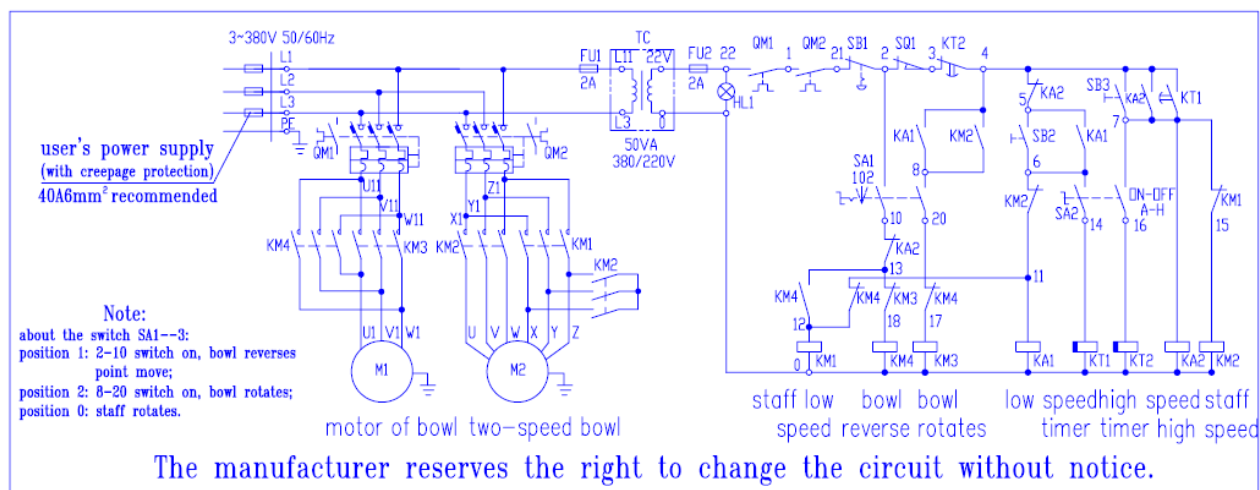 3~380V 50/60Hz
L1
L2
L3
PE
user's power supply
(with creepage protection)
40A6mm² recommended
QM1
QM2
FU1
2A
TC
L11 22V
L3 0
50VA
380/220V
FU2
2A
22
HL1
QM1
1
QM2
21
SB1
2
SQ1
3
KT2
4
KA2
5
SB2
KA1
6
SB3
KA2
KT1
7
KA1
KM2
8
SA1
102
10
20
KM2
SA2
14
ON-OFF
A-H
16
KM1
15
KA2
13
11
U11
V11
W11
Z1
Y1
X1
KM4
KM3
KM2
KM1
KM2
KM4
12
KM4
KM3
18
KM4
17
0
KM1
KM4
KM3
KA1
KT1
KT2
KA2
KM2
U1
V1
W1
U
V
W
X
Y
Z
M1
M2
Note:
about the switch SA1--3:
position 1: 2-10 switch on, bowl reverses
point move;
position 2: 8-20 switch on, bowl rotates;
position 0: staff rotates.
motor of bowl two-speed bowl
staff low bowl bowl
speed reverse rotates
low speed high speed staff
timer timer high speed
The manufacturer reserves the right to change the circuit without notice.